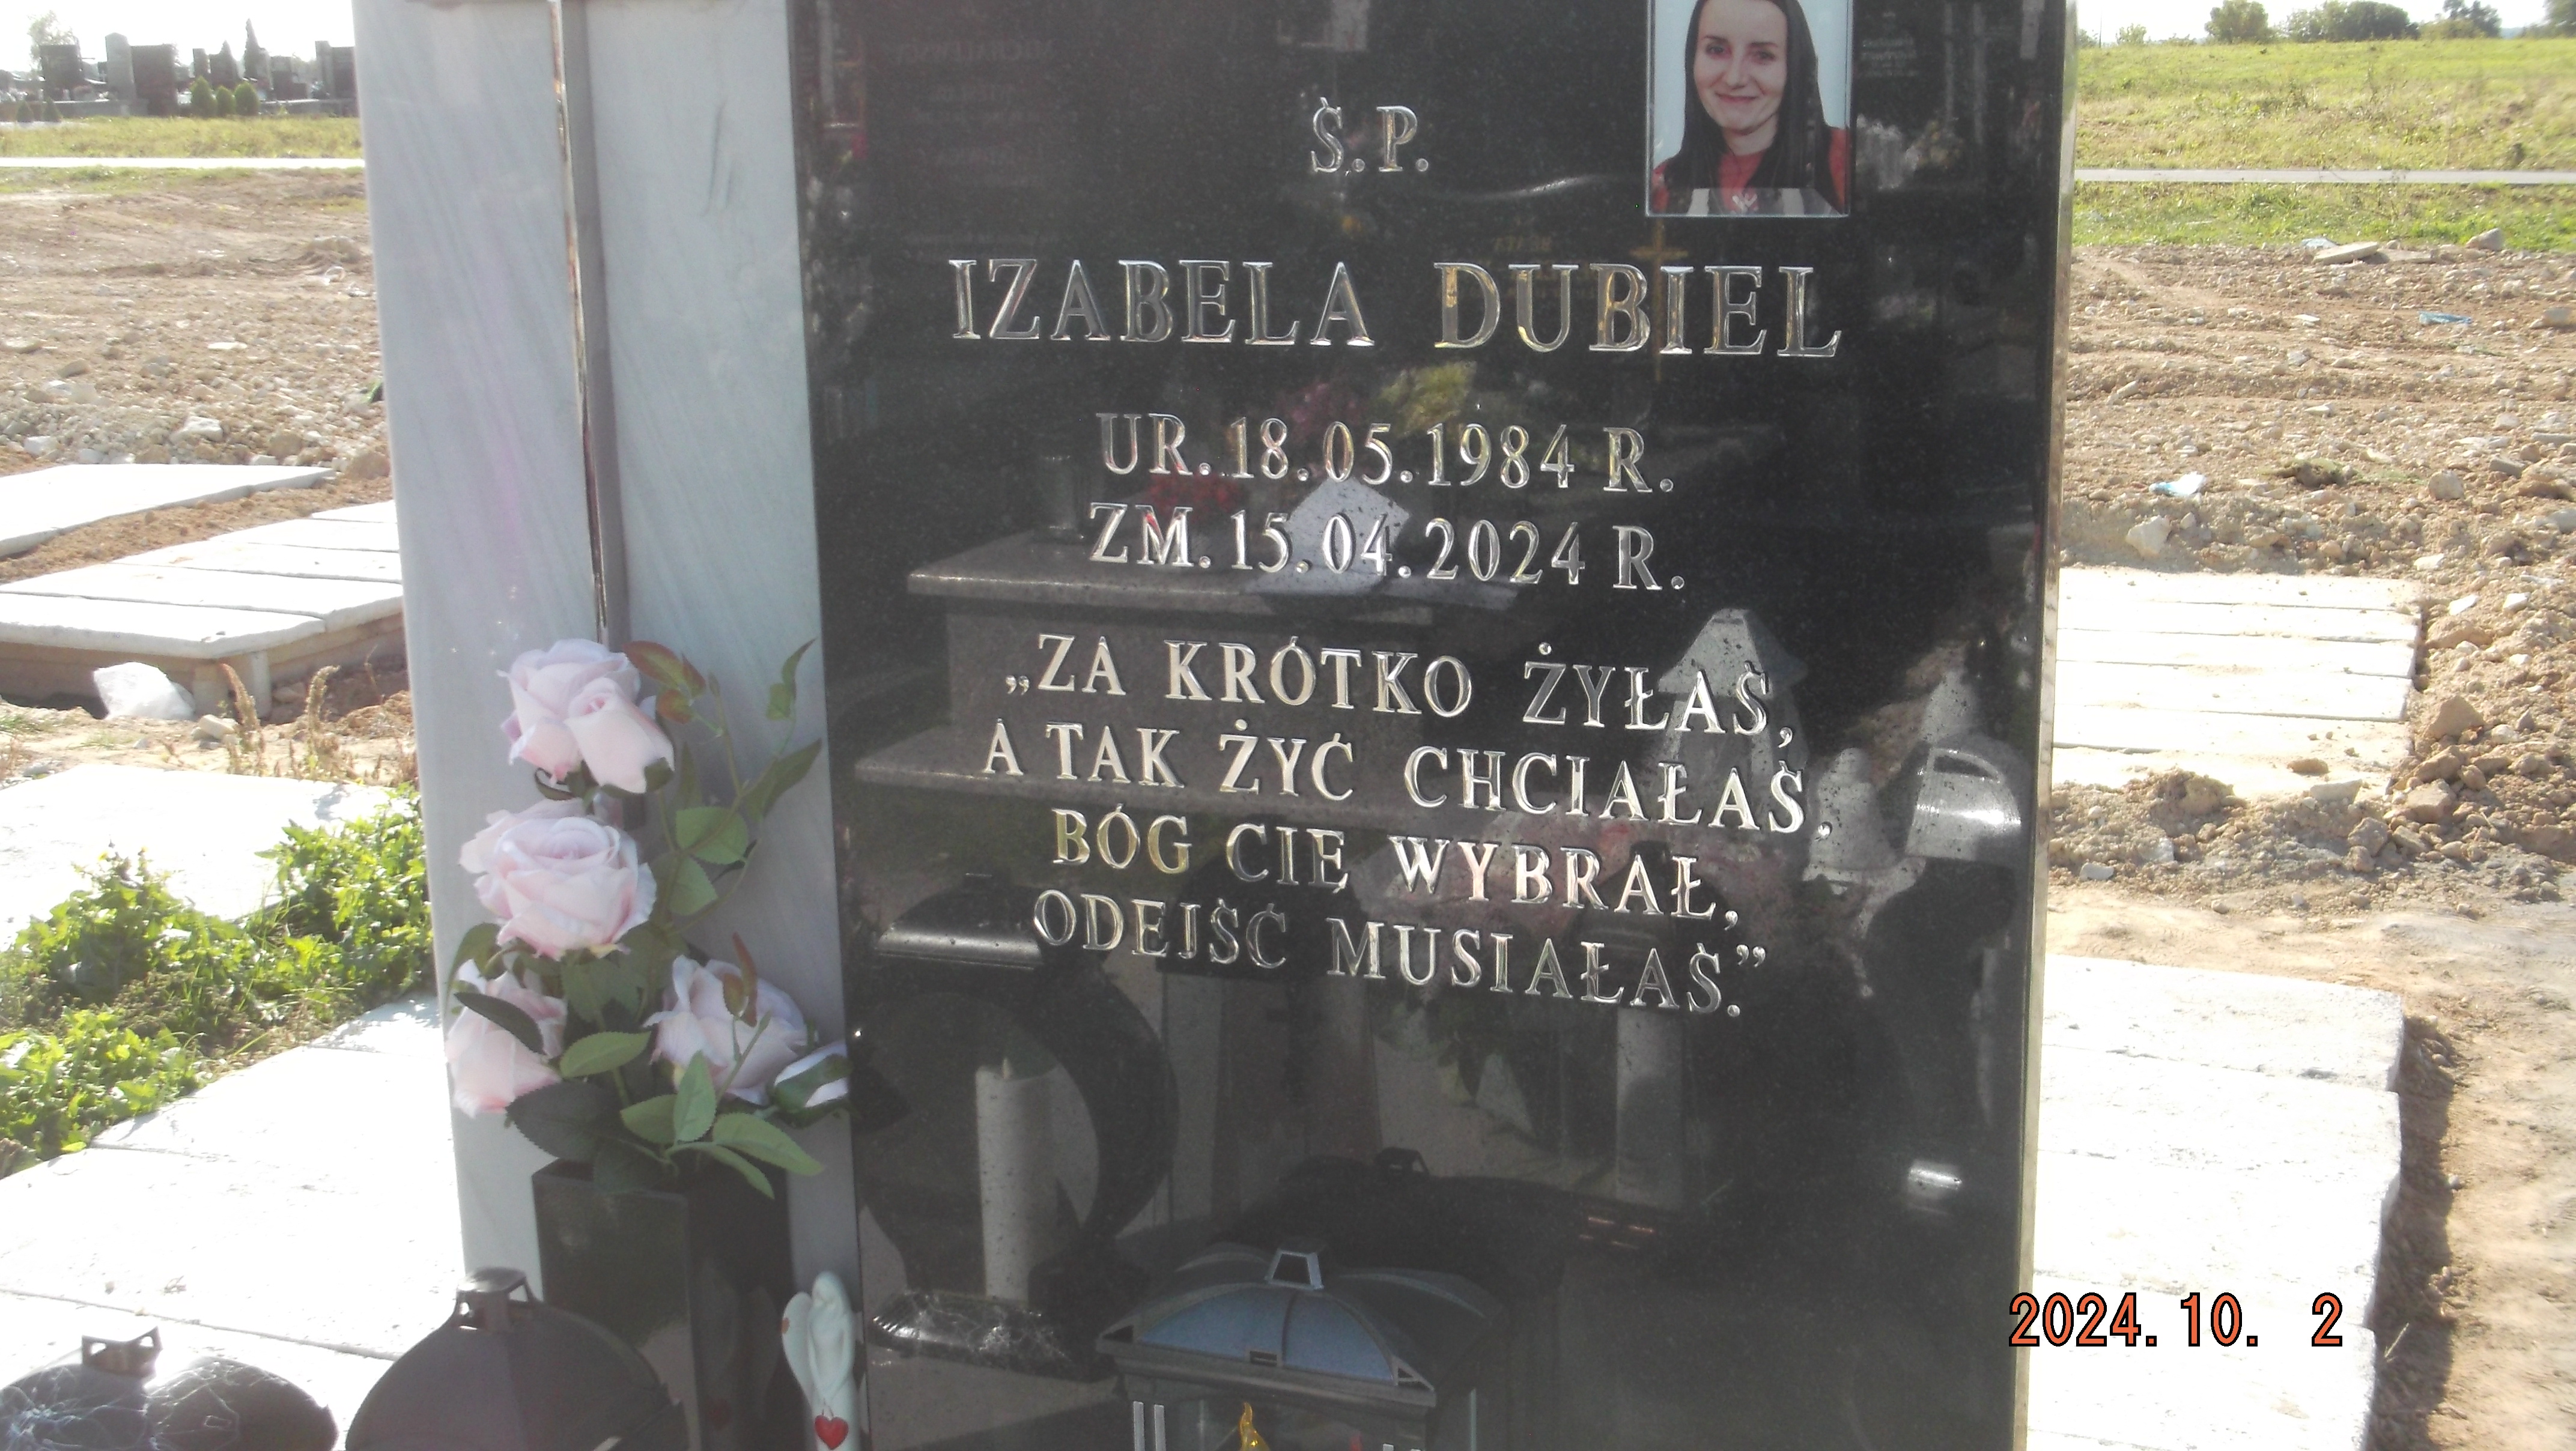 Ś.P.
IZABELA DUBIEL
UR. 18.05.1984 R.
ZM. 15.04.2024 R.
„ZA KRÓTKO ŻYŁAŚ,
A TAK ŻYĆ CHCIAŁAŚ,
BÓG CIĘ WYBRAŁ,
ODEJŚĆ MUSIAŁAŚ.”
2024.10. 2